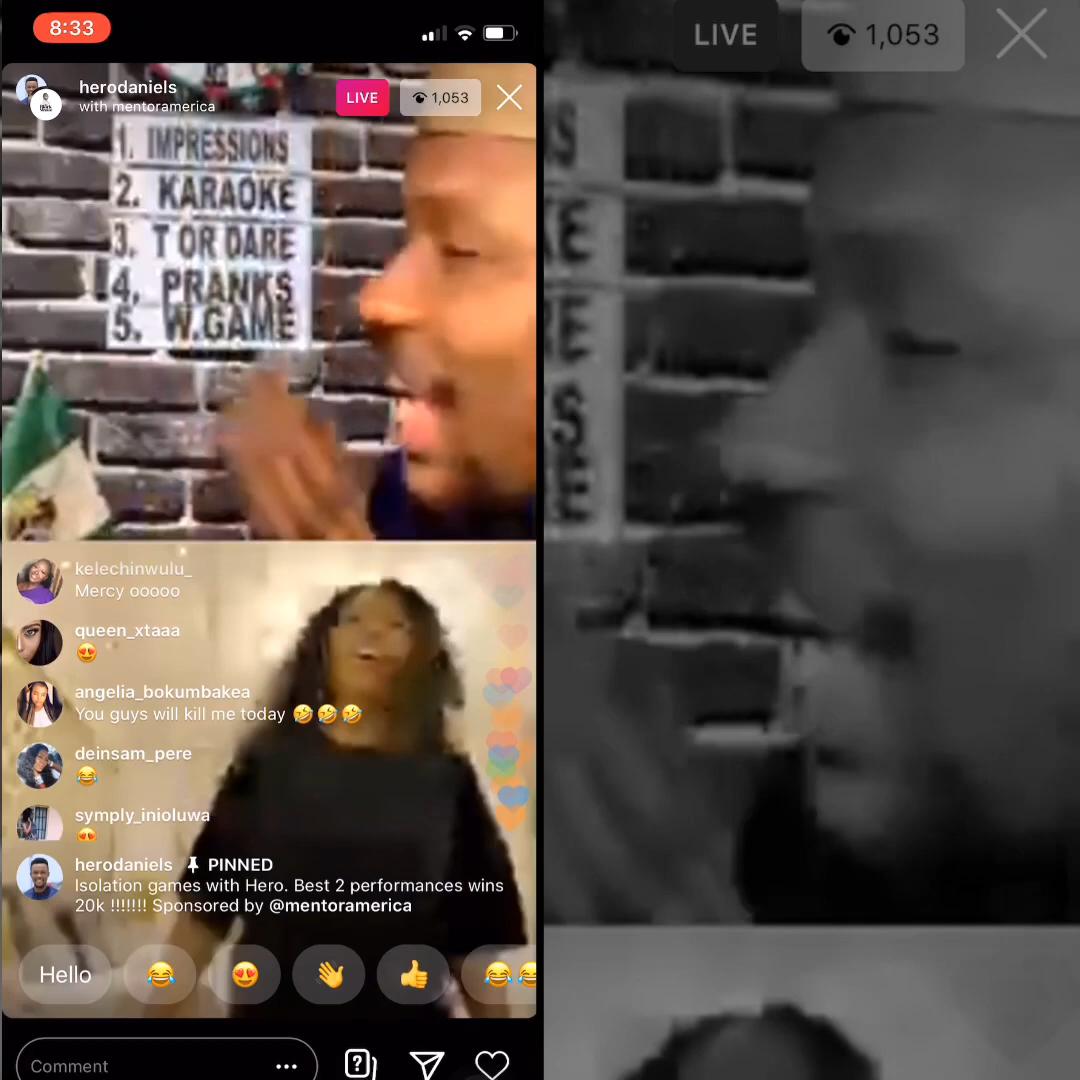 8:33
herodaniels
with mentoramerica
LIVE
1,053
1. IMPRESSIONS
2. KARAOKE
3. T OR DARE
4. PRANKS
5. W.GAME
kelechinwulu_
Mercy ooooo
queen_xtaaa
😍
angelia_bokumbakea
You guys will kill me today 🤣🤣🤣
deinsam_pere
😂
symply_inioluwa
😍
herodaniels PINNED
Isolation games with Hero. Best 2 performances wins
20k !!!!!!! Sponsored by @mentoramerica
Hello 😂 😍 👋 👍 😂😂
Comment
LIVE
1,053
S
KE
RE
S
E